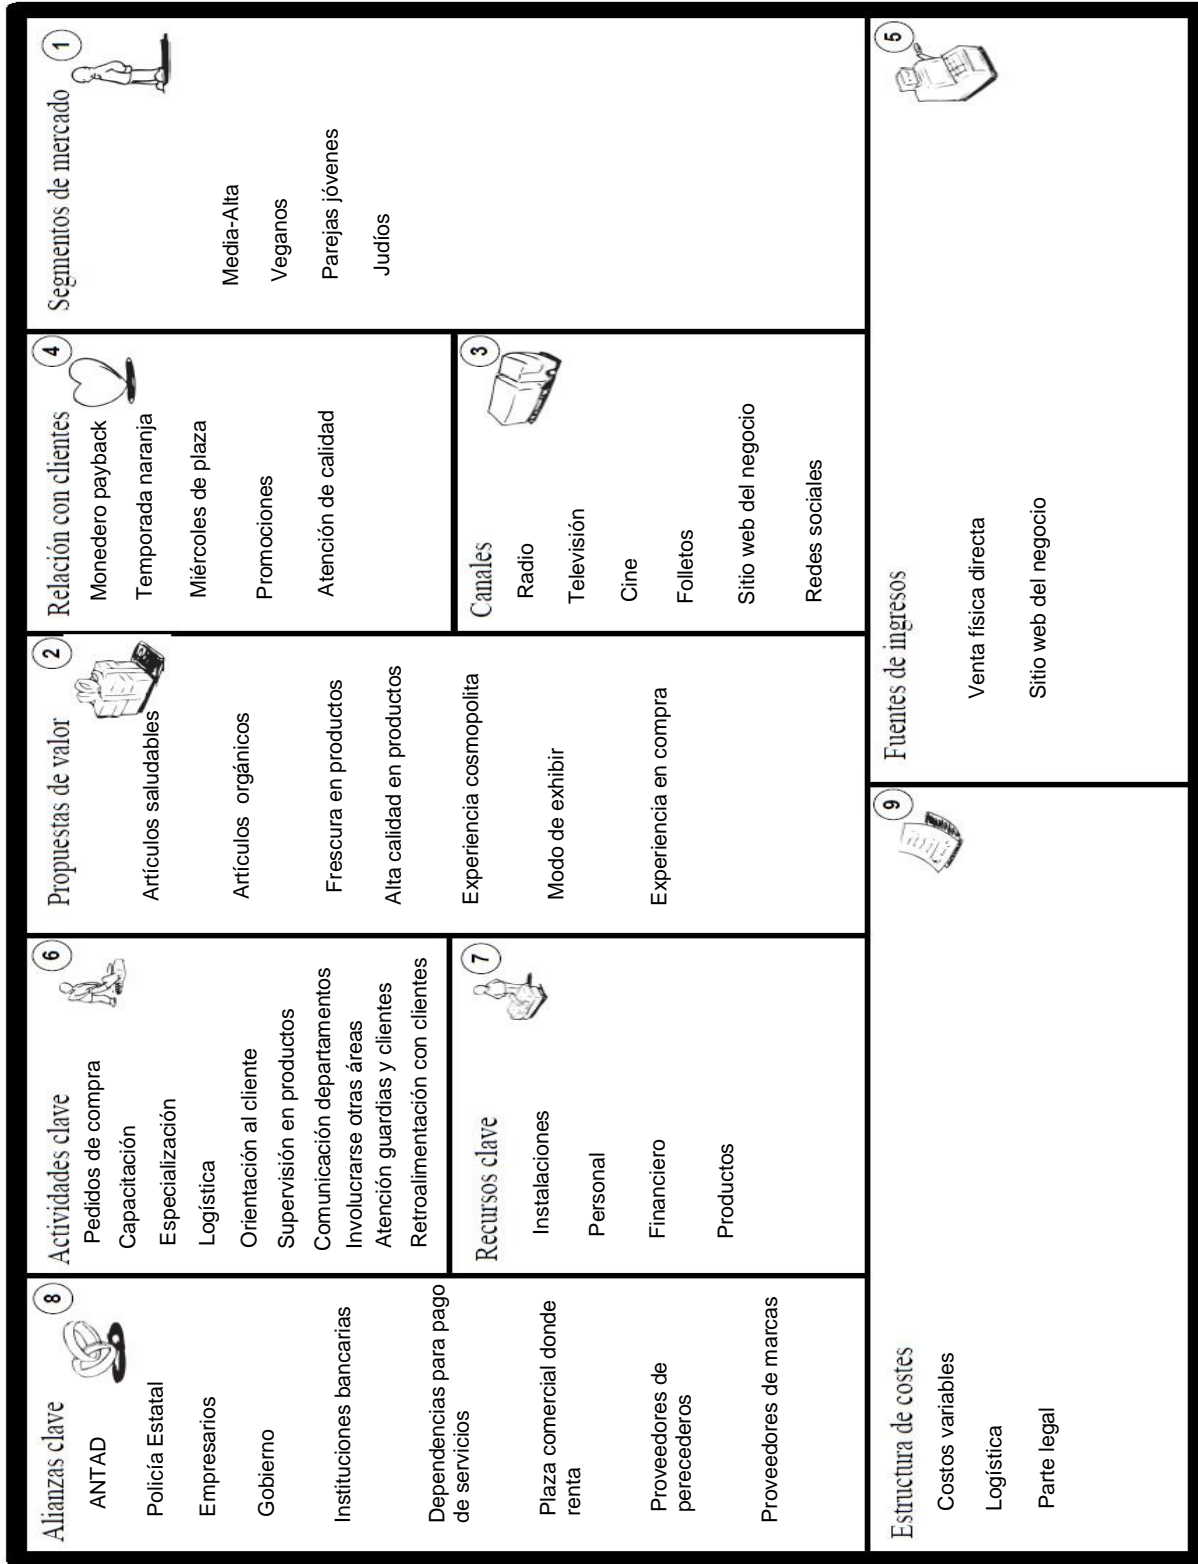 Alianzas clave
8
ANTAD
Policía Estatal
Empresarios
Gobierno
Instituciones bancarias
Dependencias para pago
de servicios
Plaza comercial donde
renta
Proveedores de
perecederos
Proveedores de marcas
Actividades clave
6
Pedidos de compra
Capacitación
Especialización
Logística
Orientación al cliente
Supervisión en productos
Comunicación departamentos
Involucrarse otras áreas
Atención guardias y clientes
Retroalimentación con clientes
Recursos clave
7
Instalaciones
Personal
Financiero
Productos
Propuestas de valor
2
Artículos saludables
Artículos orgánicos
Frescura en productos
Alta calidad en productos
Experiencia cosmopolita
Modo de exhibir
Experiencia en compra
Relación con clientes
4
Monedero payback
Temporada naranja
Miércoles de plaza
Promociones
Atención de calidad
Canales
3
Radio
Televisión
Cine
Folletos
Sitio web del negocio
Redes sociales
Segmentos de mercado
1
Media-Alta
Veganos
Parejas jóvenes
Judíos
Estructura de costes
9
Costos variables
Logística
Parte legal
Fuentes de ingresos
5
Venta física directa
Sitio web del negocio